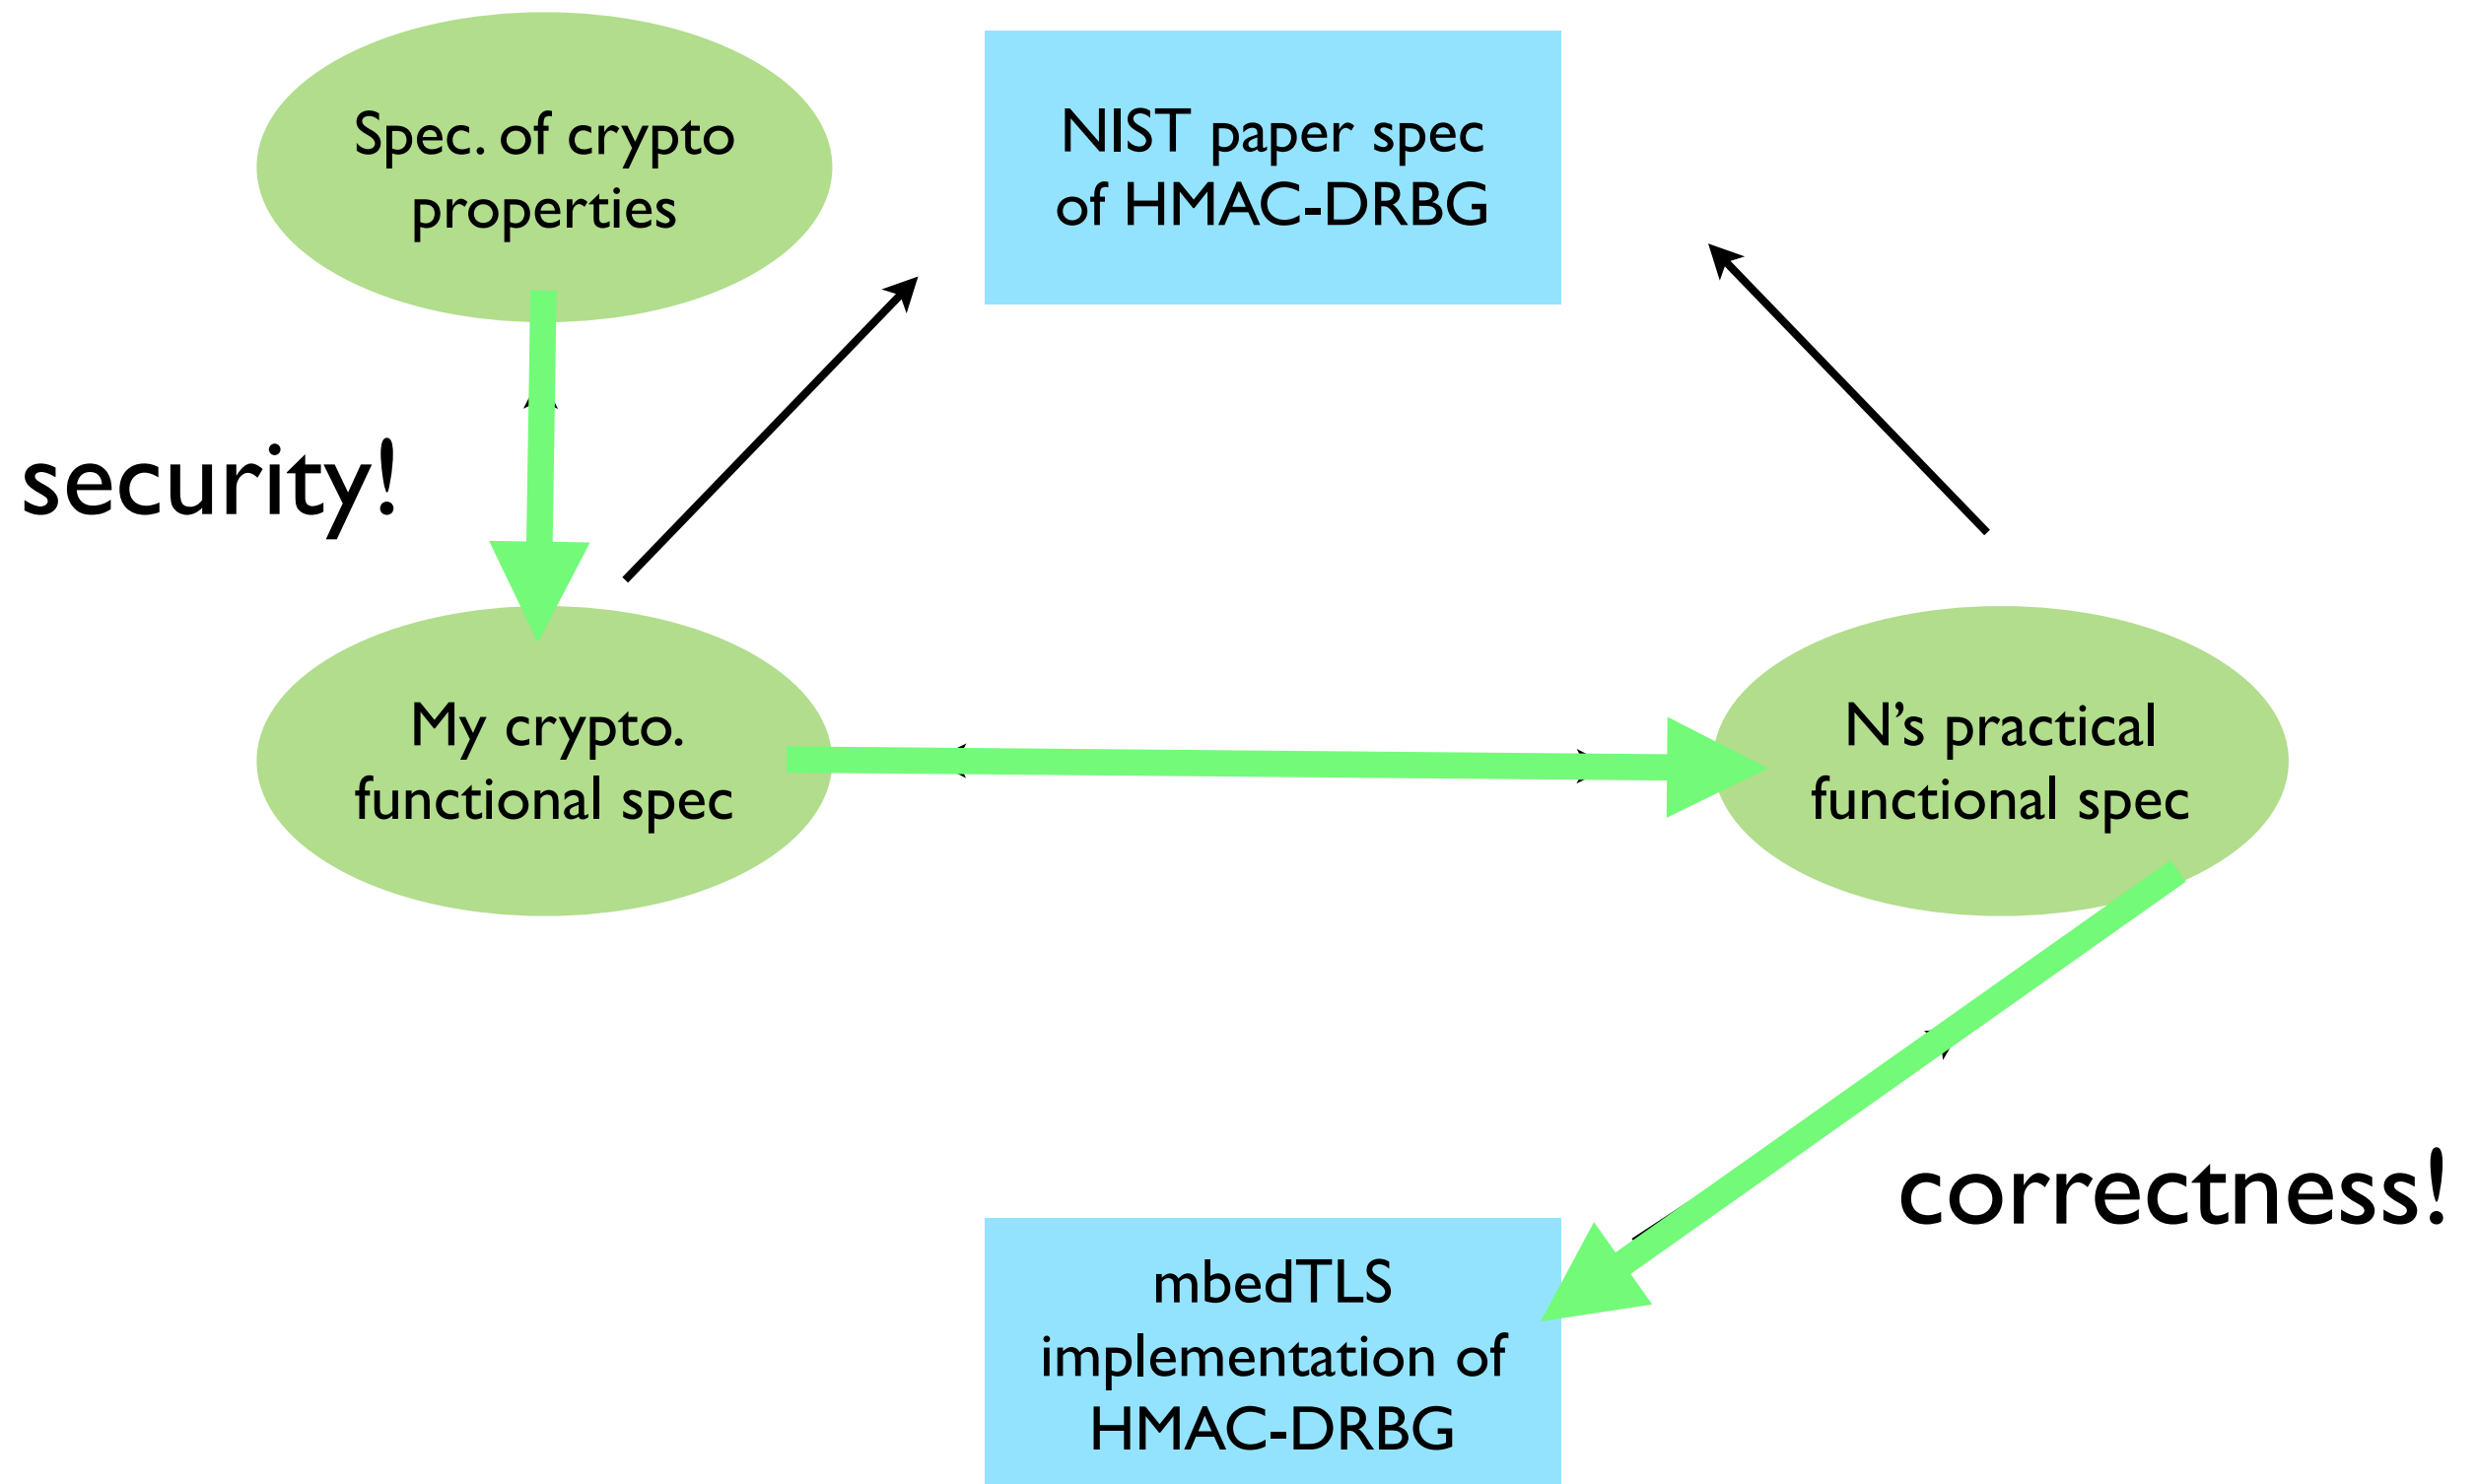 Spec. of crypto
properties
NIST paper spec
of HMAC-DRBG
security!
My crypto.
functional spec
N's practical
functional spec
correctness!
mbedTLS
implementation of
HMAC-DRBG